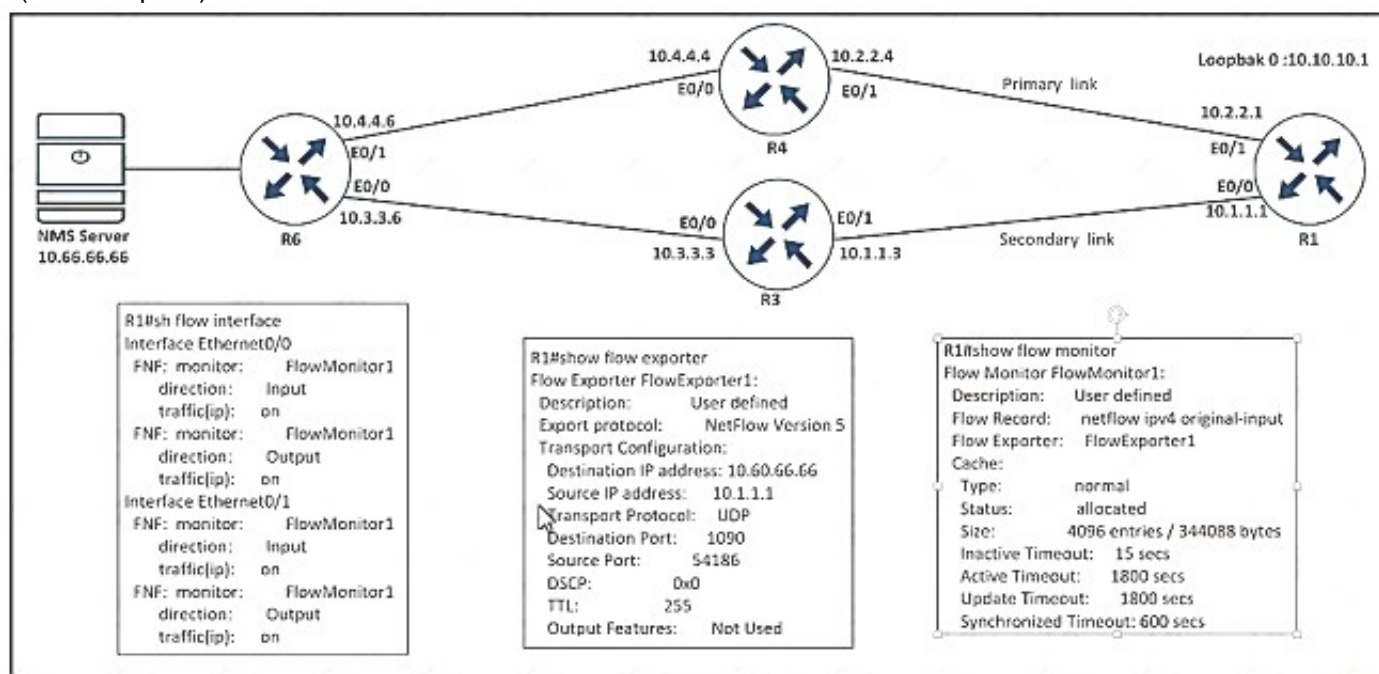 10.4.4.4
10.2.2.4
Loopbak 0 :10.10.10.1
E0/0
E0/1
Primary link
10.2.2.1
10.4.4.6
E0/1
R4
E0/1
E0/0
E0/0
10.3.3.6
R6
NMS Server
10.66.66.66
E0/0
E0/1
10.3.3.3
10.1.1.3
R3
Secondary link
10.1.1.1
R1
R1#sh flow interface
Interface Ethernet0/0
FNF: monitor: FlowMonitor1
direction: Input
traffic(ip): on
FNF: monitor: FlowMonitor1
direction: Output
traffic(ip): on
Interface Ethernet0/1
FNF: monitor: FlowMonitor1
direction: Input
traffic(ip): on
FNF: monitor: FlowMonitor1
direction: Output
traffic(ip): on
R1#show flow exporter
Flow Exporter FlowExporter1:
Description: User defined
Export protocol: NetFlow Version 5
Transport Configuration:
Destination IP address: 10.60.66.66
Source IP address: 10.1.1.1
Transport Protocol: UDP
Destination Port: 1090
Source Port: 54186
DSCP: 0x0
TTL: 255
Output Features: Not Used
R1#show flow monitor
Flow Monitor FlowMonitor1:
Description: User defined
Flow Record: netflow ipv4 original-input
Flow Exporter: FlowExporter1
Cache:
Type: normal
Status: allocated
Size: 4096 entries / 344088 bytes
Inactive Timeout: 15 secs
Active Timeout: 1800 secs
Update Timeout: 1800 secs
Synchronized Timeout: 600 secs